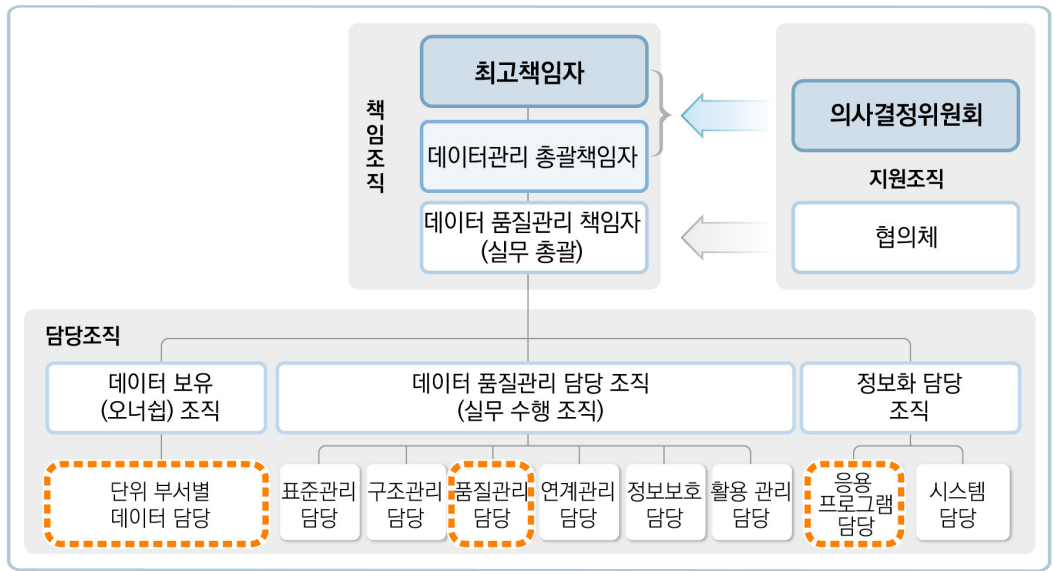 책임조직
최고책임자
데이터관리 총괄책임자
데이터 품질관리 책임자
(실무 총괄)
의사결정위원회
지원조직
협의체
담당조직
데이터 보유
(오너쉽) 조직
데이터 품질관리 담당 조직
(실무 수행 조직)
정보화 담당
조직
단위 부서별
데이터 담당
표준관리
담당
구조관리
담당
품질관리
담당
연계관리
담당
정보보호
담당
활용 관리
담당
응용
프로그램
담당
시스템
담당